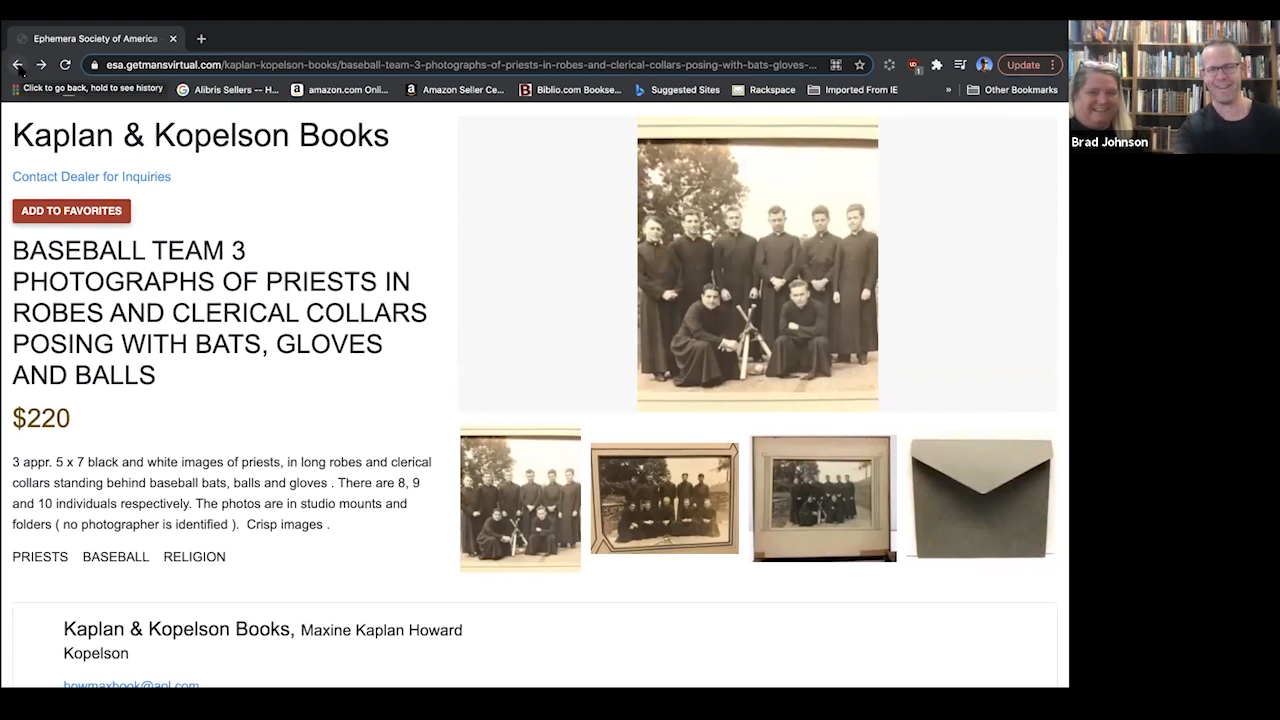 Ephemera Society of America
esa.getmansvirtual.com/kaplan-kopelson-books/baseball-team-3-photographs-of-priests-in-robes-and-clerical-collars-posing-with-bats-gloves-...
Update
Click to go back, hold to see history
Alibris Sellers -- H...
amazon.com Onli...
Amazon Seller Ce...
Biblio.com Bookse...
Suggested Sites
Rackspace
Imported From IE
»
Other Bookmarks
Kaplan & Kopelson Books
Contact Dealer for Inquiries
ADD TO FAVORITES
BASEBALL TEAM 3
PHOTOGRAPHS OF PRIESTS IN
ROBES AND CLERICAL COLLARS
POSING WITH BATS, GLOVES
AND BALLS
$220
3 appr. 5 x 7 black and white images of priests, in long robes and clerical
collars standing behind baseball bats, balls and gloves . There are 8, 9
and 10 individuals respectively. The photos are in studio mounts and
folders ( no photographer is identified ). Crisp images .
PRIESTS BASEBALL RELIGION
Kaplan & Kopelson Books, Maxine Kaplan Howard
Kopelson
howmaxbook@aol.com
Brad Johnson